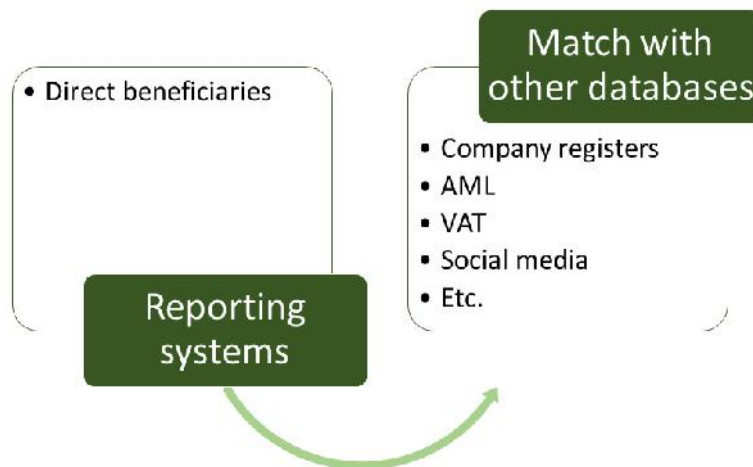 • Direct beneficiaries
Reporting
systems
Match with
other databases
• Company registers
• AML
• VAT
• Social media
• Etc.